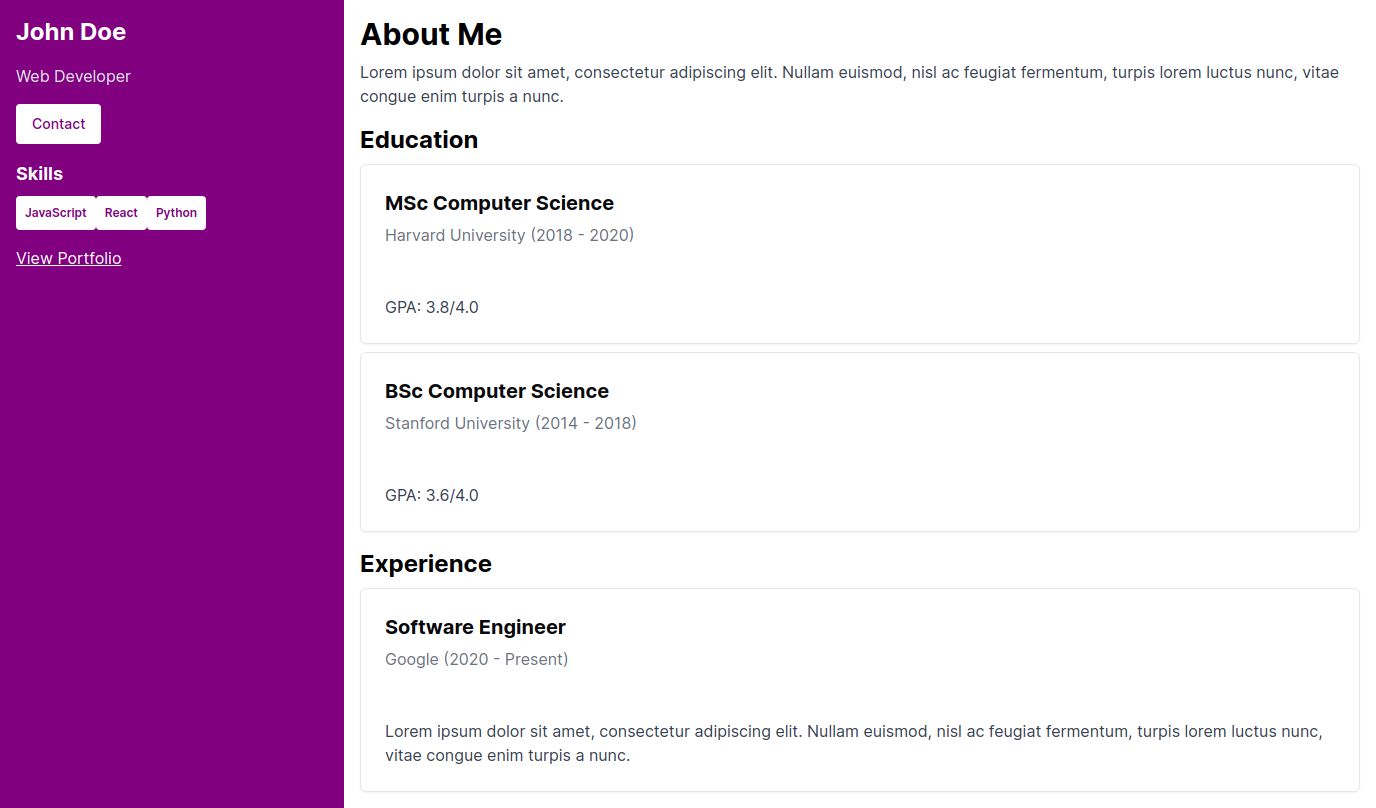 John Doe
Web Developer
Contact
Skills
JavaScript React Python
View Portfolio
About Me
Lorem ipsum dolor sit amet, consectetur adipiscing elit. Nullam euismod, nisl ac feugiat fermentum, turpis lorem luctus nunc, vitae
congue enim turpis a nunc.
Education
MSc Computer Science
Harvard University (2018 - 2020)
GPA: 3.8/4.0
BSc Computer Science
Stanford University (2014 - 2018)
GPA: 3.6/4.0
Experience
Software Engineer
Google (2020 - Present)
Lorem ipsum dolor sit amet, consectetur adipiscing elit. Nullam euismod, nisl ac feugiat fermentum, turpis lorem luctus nunc,
vitae congue enim turpis a nunc.